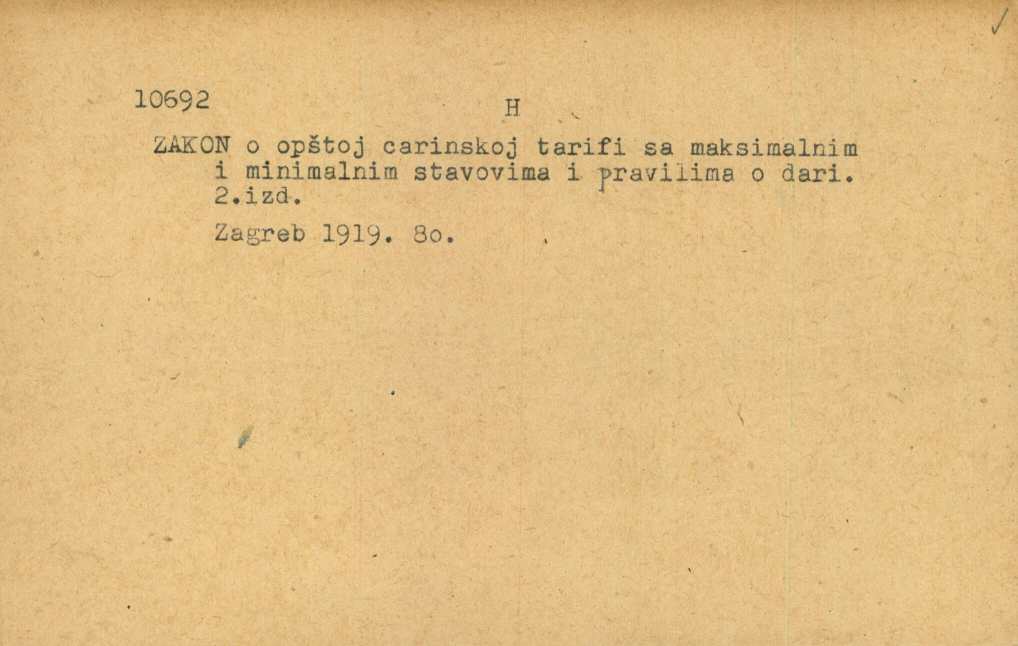 10692
H
ZAKON o opštoj carinskoj tarifi sa maksimalnim
i minimalnim stavovima i pravilima o dari.
2.izd.
Zagreb 1919. 8o.